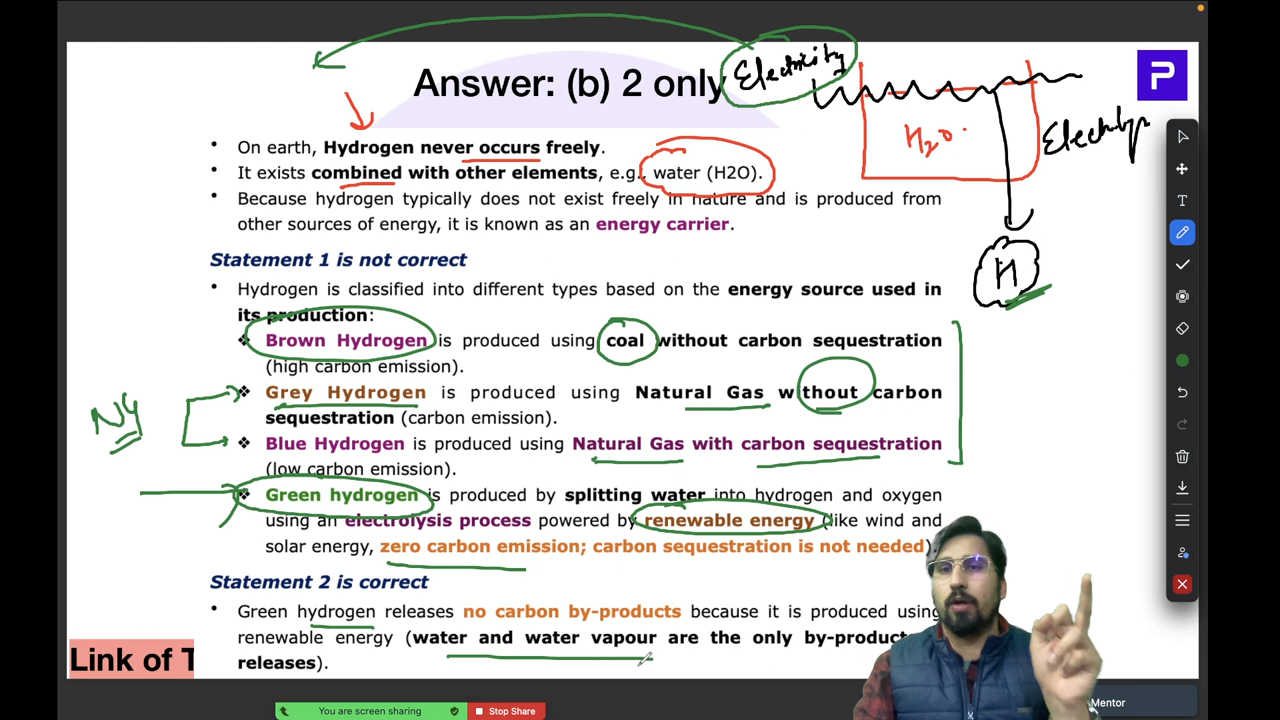 Answer: (b) 2 only
Electricity
H2O
P
• On earth, Hydrogen never occurs freely.
• It exists combined with other elements, e.g., water (H2O).
• Because hydrogen typically does not exist freely in nature and is produced from
other sources of energy, it is known as an energy carrier.
H
Statement 1 is not correct
• Hydrogen is classified into different types based on the energy source used in
its production:
❖ Brown Hydrogen is produced using coal without carbon sequestration
(high carbon emission).
❖ Grey Hydrogen is produced using Natural Gas without carbon
sequestration (carbon emission).
❖ Blue Hydrogen is produced using Natural Gas with carbon sequestration
(low carbon emission).
❖ Green hydrogen is produced by splitting water into hydrogen and oxygen
using an electrolysis process powered by renewable energy (like wind and
solar energy, zero carbon emission; carbon sequestration is not needed).
Statement 2 is correct
• Green hydrogen releases no carbon by-products because it is produced using
renewable energy (water and water vapour are the only by-product
releases).
Link of T
Mentor
You are screen sharing
Stop Share